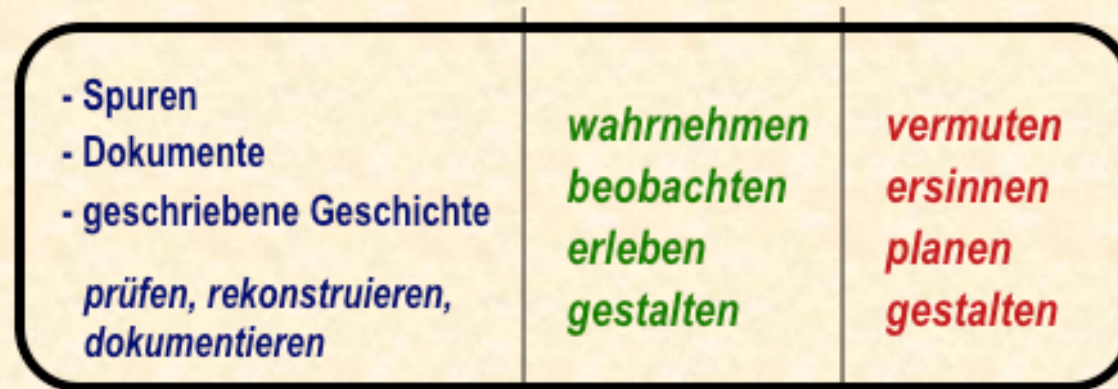 - Spuren
- Dokumente
- geschriebene Geschichte
prüfen, rekonstruieren,
dokumentieren
wahrnehmen
beobachten
erleben
gestalten
vermuten
ersinnen
planen
gestalten